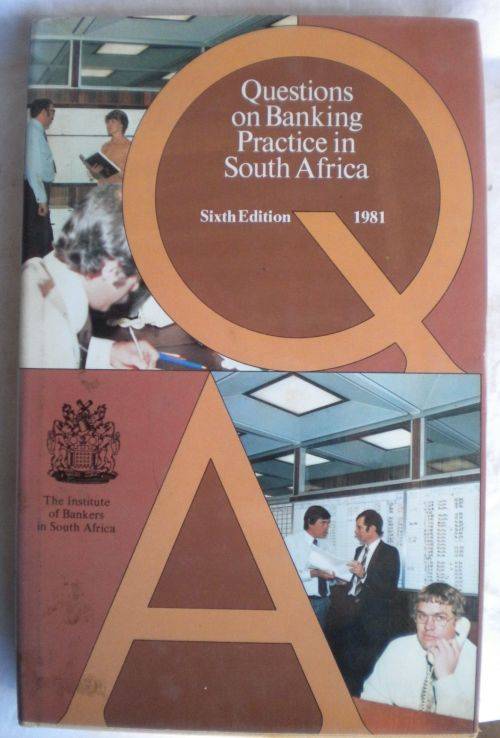 Questions
on Banking
Practice in
South Africa
Sixth Edition 1981
Q
A
The Institute
of Bankers
in South Africa